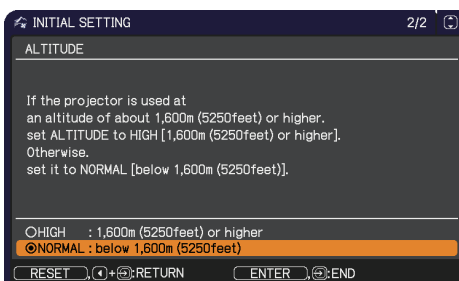 INITIAL SETTING 2/2
ALTITUDE
If the projector is used at
an altitude of about 1,600m (5250feet) or higher.
set ALTITUDE to HIGH [1,600m (5250feet) or higher].
Otherwise.
set it to NORMAL [below 1,600m (5250feet)].
HIGH : 1,600m (5250feet) or higher
NORMAL : below 1,600m (5250feet)
RESET ,+:RETURN ENTER ,:END